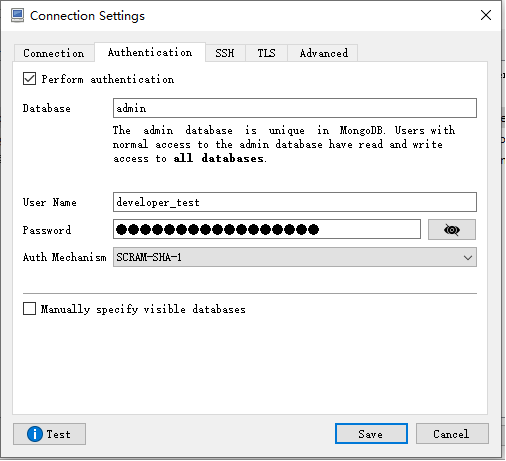 Connection Settings
Connection Authentication SSH TLS Advanced
Perform authentication
Database admin
The admin database is unique in MongoDB. Users with
normal access to the admin database have read and write
access to all databases.
User Name developer_test
Password ●●●●●●●●●●●●●●●●●
Auth Mechanism SCRAM-SHA-1
Manually specify visible databases
Test Save Cancel